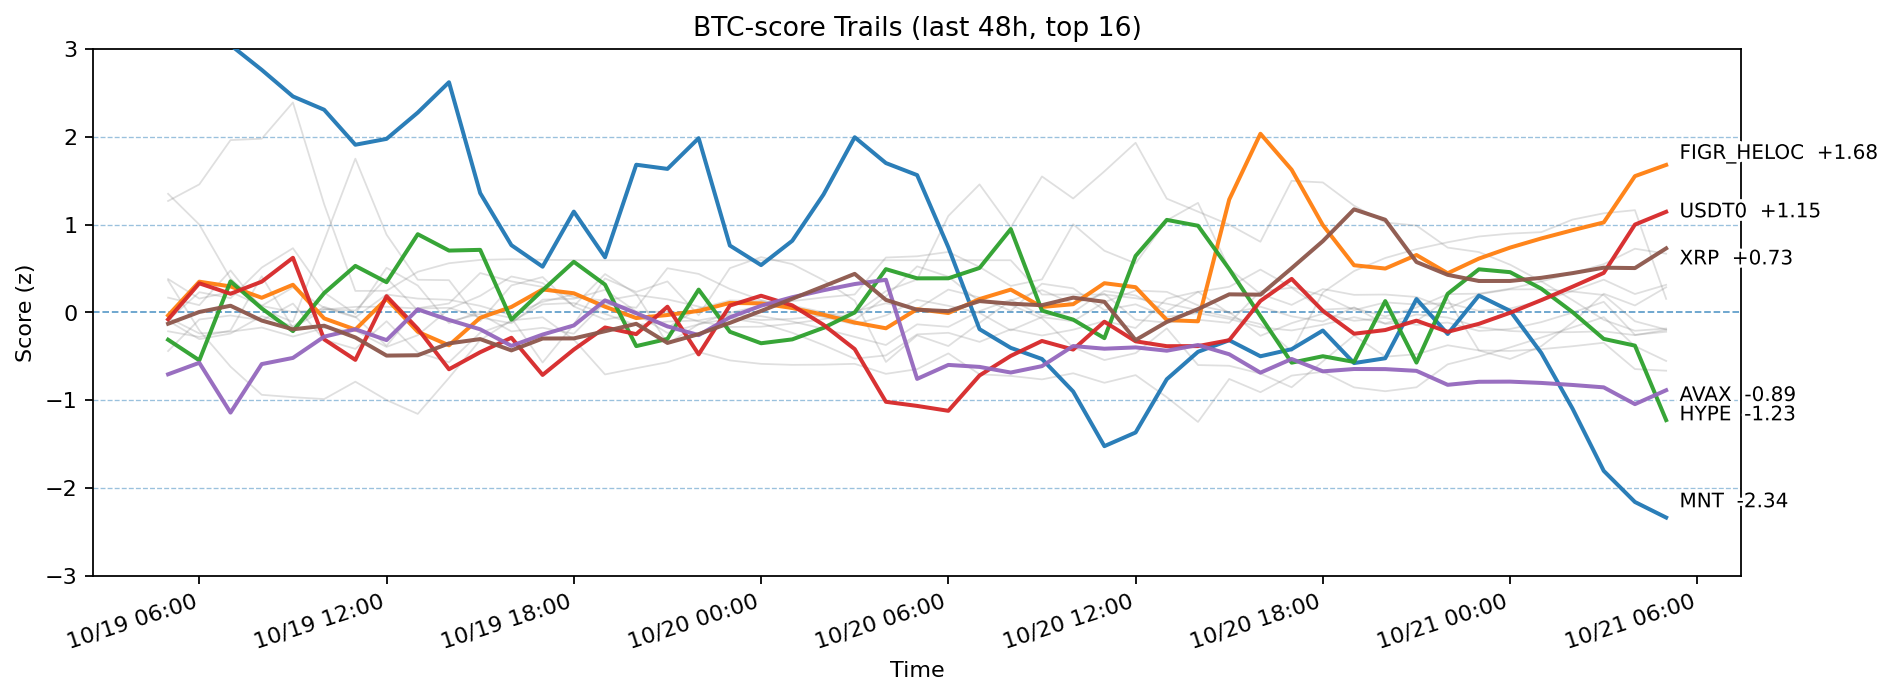 BTC-score Trails (last 48h, top 16)
Score (z)
3
2
1
0
−1
−2
−3
FIGR_HELOC +1.68
USDT0 +1.15
XRP +0.73
AVAX -0.89
HYPE -1.23
MNT -2.34
10/19 06:00
10/19 12:00
10/19 18:00
10/20 00:00
10/20 06:00
10/20 12:00
10/20 18:00
10/21 00:00
10/21 06:00
Time